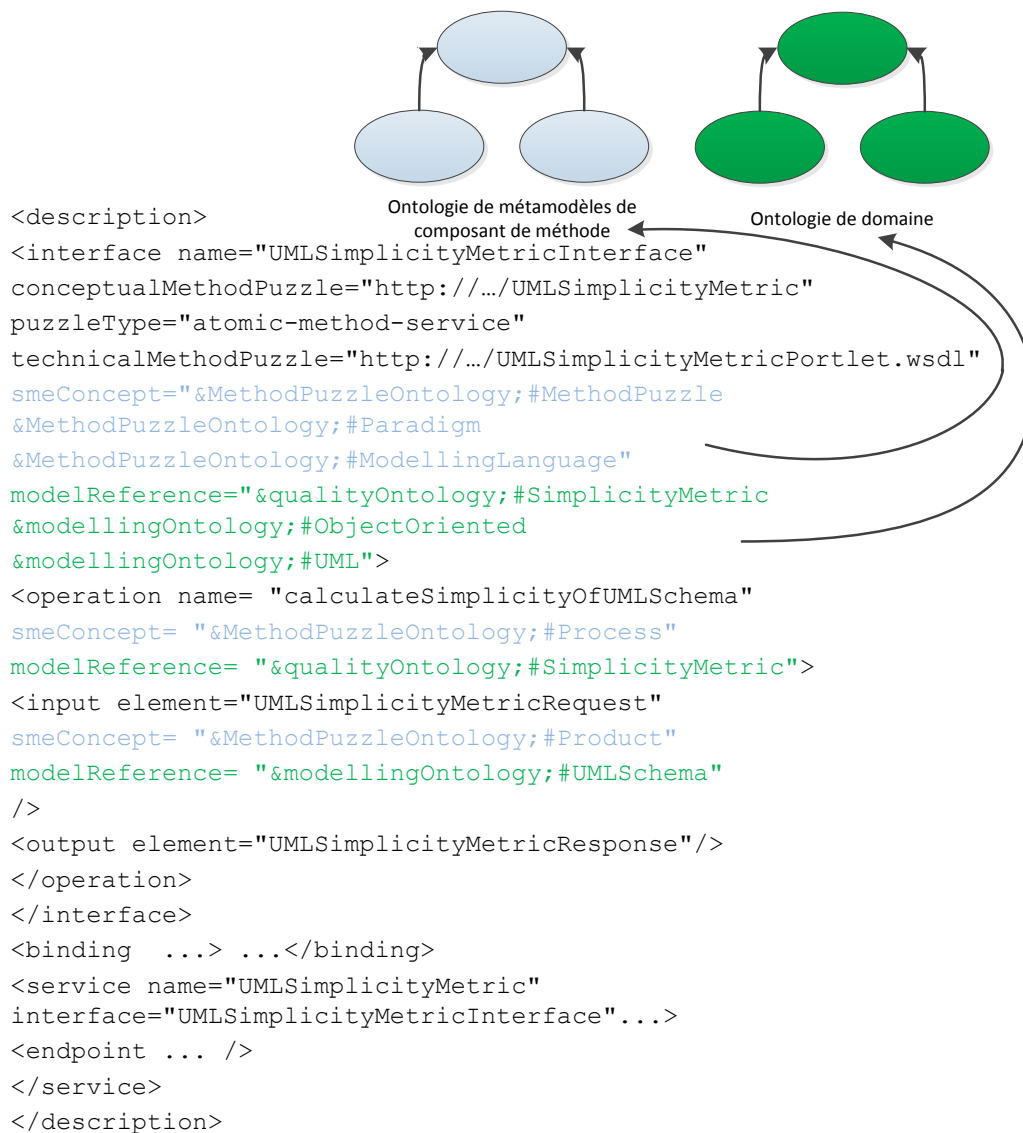 Ontologie de métamodèles de
composant de méthode
Ontologie de domaine
<description>
<interface name="UMLSimplicityMetricInterface"
conceptualMethodPuzzle="http://…/UMLSimplicityMetric"
puzzleType="atomic-method-service"
technicalMethodPuzzle="http://…/UMLSimplicityMetricPortlet.wsdl"
smeConcept="&MethodPuzzleOntology;#MethodPuzzle
&MethodPuzzleOntology;#Paradigm
&MethodPuzzleOntology;#ModellingLanguage"
modelReference="&qualityOntology;#SimplicityMetric
&modellingOntology;#ObjectOriented
&modellingOntology;#UML">
<operation name= "calculateSimplicityOfUMLSchema"
smeConcept= "&MethodPuzzleOntology;#Process"
modelReference= "&qualityOntology;#SimplicityMetric">
<input element="UMLSimplicityMetricRequest"
smeConcept= "&MethodPuzzleOntology;#Product"
modelReference= "&modellingOntology;#UMLSchema"
/>
<output element="UMLSimplicityMetricResponse"/>
</operation>
</interface>
<binding  ...> ...</binding>
<service name="UMLSimplicityMetric"
interface="UMLSimplicityMetricInterface"...>
<endpoint ... />
</service>
</description>